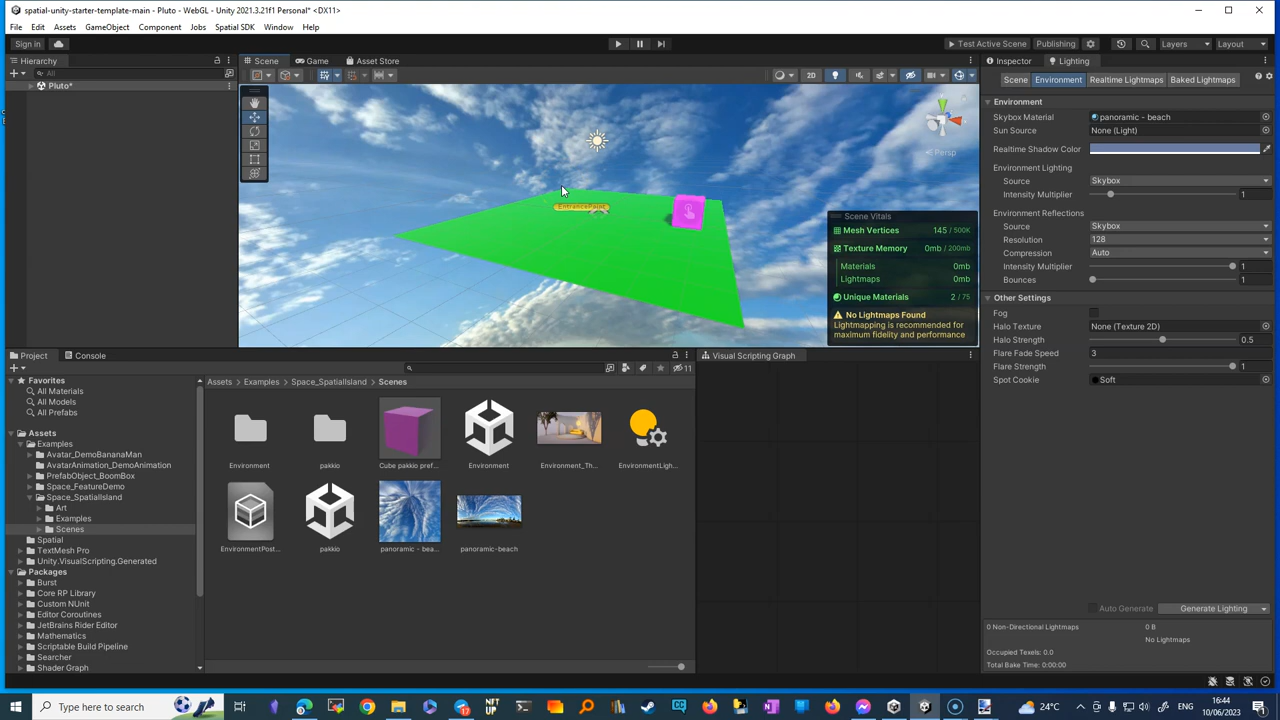 spatial-unity-starter-template-main - Pluto - WebGL - Unity 2021.3.21f1 Personal* <DX11>
File Edit Assets GameObject Component Jobs Spatial SDK Window Help
Sign in
Test Active Scene Publishing Layers Layout
Hierarchy
All
Pluto*
Scene Game Asset Store
2D
Persp
EntrancePoint
Scene Vitals
Mesh Vertices 145 / 500K
Texture Memory 0mb / 200mb
Materials 0mb
Lightmaps 0mb
Unique Materials 2 / 75
No Lightmaps Found
Lightmapping is recommended for
maximum fidelity and performance
Inspector Lighting
Scene Environment Realtime Lightmaps Baked Lightmaps
Environment
Skybox Material panoramic - beach
Sun Source None (Light)
Realtime Shadow Color
Environment Lighting
Source Skybox
Intensity Multiplier 1
Environment Reflections
Source Skybox
Resolution 128
Compression Auto
Intensity Multiplier 1
Bounces 1
Other Settings
Fog
Halo Texture None (Texture 2D)
Halo Strength 0.5
Flare Fade Speed 3
Flare Strength 1
Spot Cookie Soft
Auto Generate Generate Lighting
0 Non-Directional Lightmaps 0 B
No Lightmaps
Occupied Texels: 0.0
Total Bake Time: 0:00:00
Project Console
11
Favorites
All Materials
All Models
All Prefabs
Assets
Examples
Avatar_DemoBananaMan
AvatarAnimation_DemoAnimation
PrefabObject_BoomBox
Space_FeatureDemo
Space_SpatialIsland
Art
Examples
Scenes
Spatial
TextMesh Pro
Unity.VisualScripting.Generated
Packages
Burst
Core RP Library
Custom NUnit
Editor Coroutines
JetBrains Rider Editor
Mathematics
Scriptable Build Pipeline
Searcher
Shader Graph
Assets Examples Space_SpatialIsland Scenes
Environment pakkio Cube pakkio pref... Environment Environment_Th... EnvironmentLigh...
EnvironmentPost... pakkio panoramic - bea... panoramic-beach
Visual Scripting Graph
Type here to search
NFT
UP
17
CC
24°C
ENG
16:44
10/06/2023